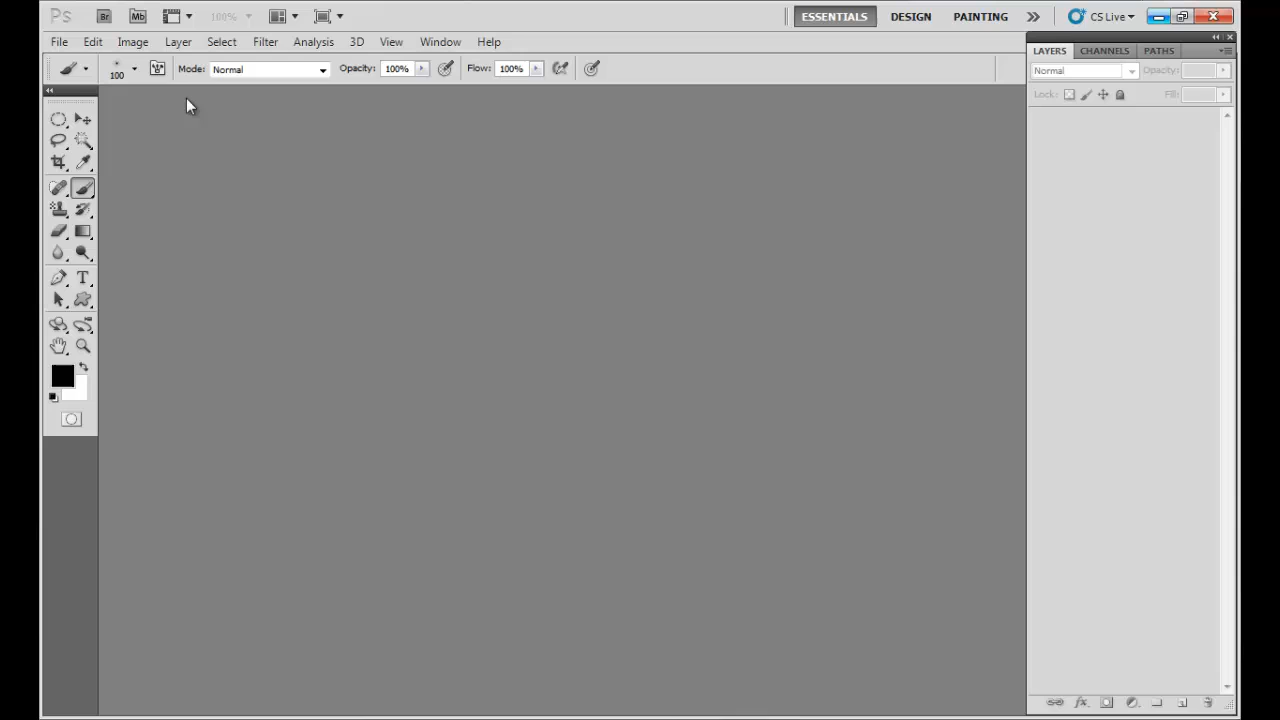 Ps Br Mb 100% ESSENTIALS DESIGN PAINTING CS Live
File Edit Image Layer Select Filter Analysis 3D View Window Help
100 Mode: Normal Opacity: 100% Flow: 100%
LAYERS CHANNELS PATHS
Normal Opacity:
Lock: Fill:
T